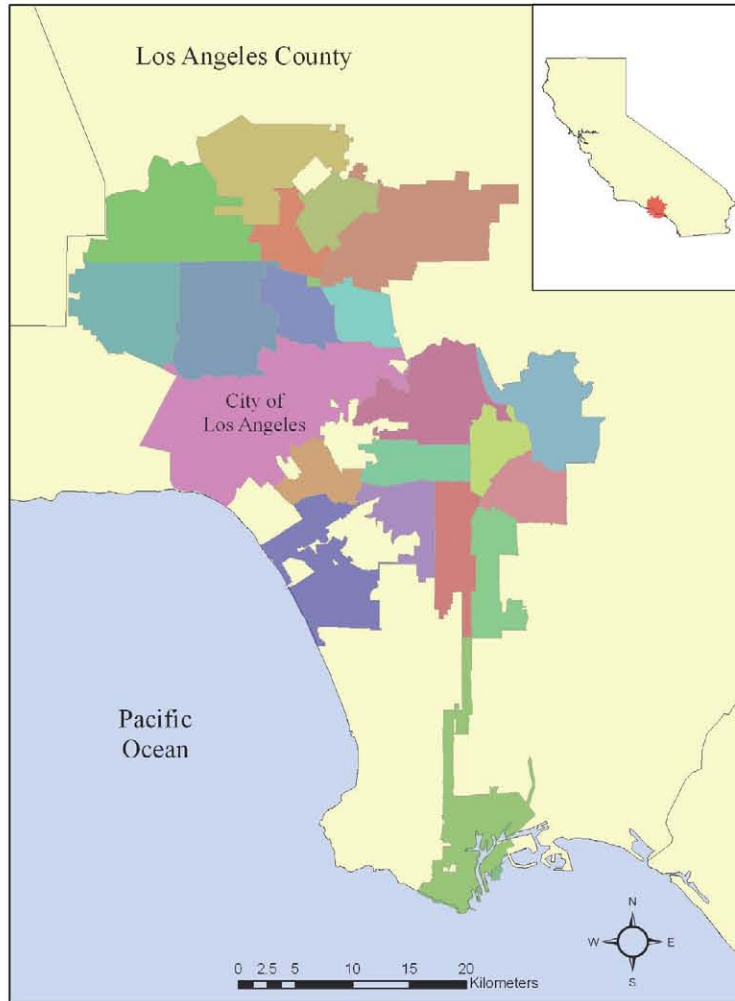 Los Angeles County
City of
Los Angeles
Pacific
Ocean
N
W E
S
0 2.5 5 10 15 20
Kilometers